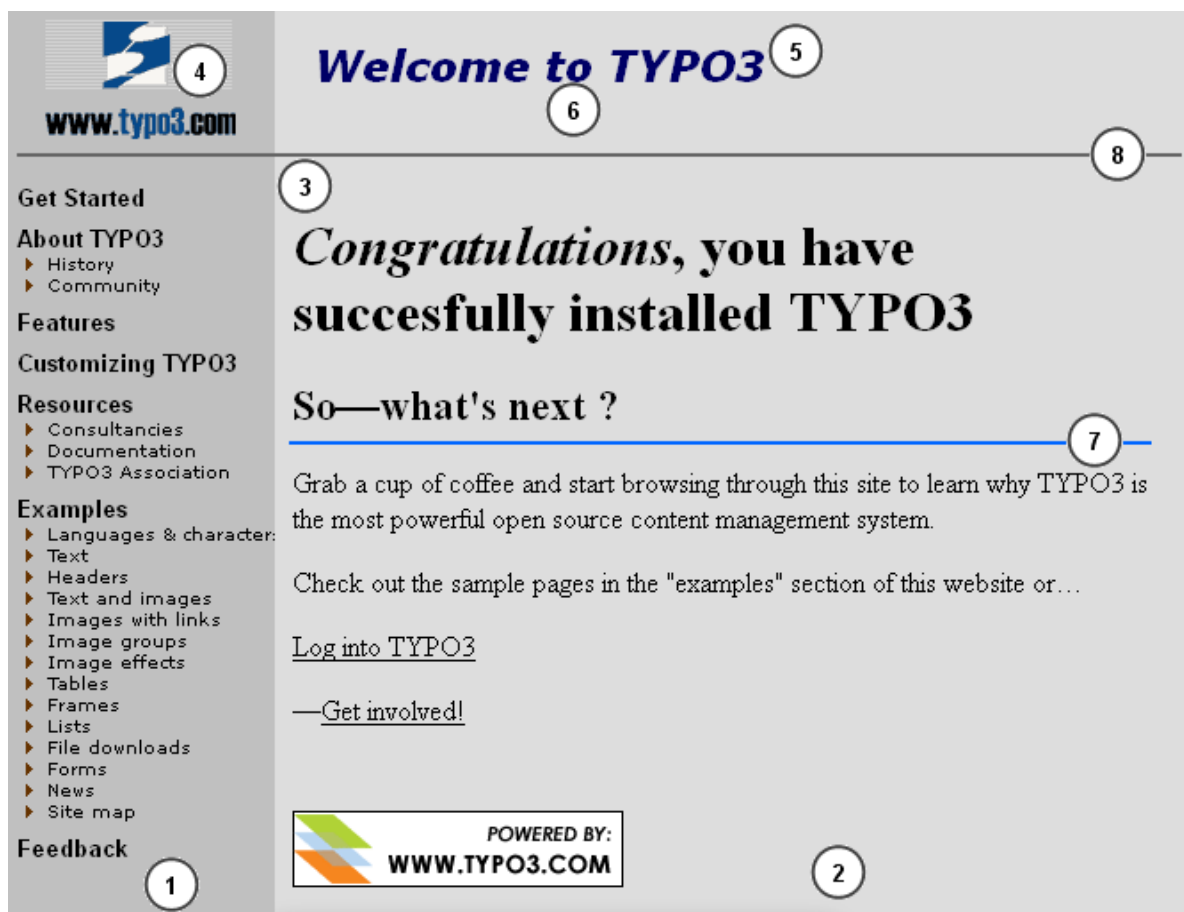 4
www.typo3.com
Welcome to TYPO3
5
6
8
3
Get Started
About TYPO3
History
Community
Features
Customizing TYPO3
Resources
Consultancies
Documentation
TYPO3 Association
Examples
Languages & character
Text
Headers
Text and images
Images with links
Image groups
Image effects
Tables
Frames
Lists
File downloads
Forms
News
Site map
Feedback
1
Congratulations, you have
succesfully installed TYPO3
So—what's next ?
7
Grab a cup of coffee and start browsing through this site to learn why TYPO3 is
the most powerful open source content management system.
Check out the sample pages in the "examples" section of this website or…
Log into TYPO3
—Get involved!
POWERED BY:
WWW.TYPO3.COM
2